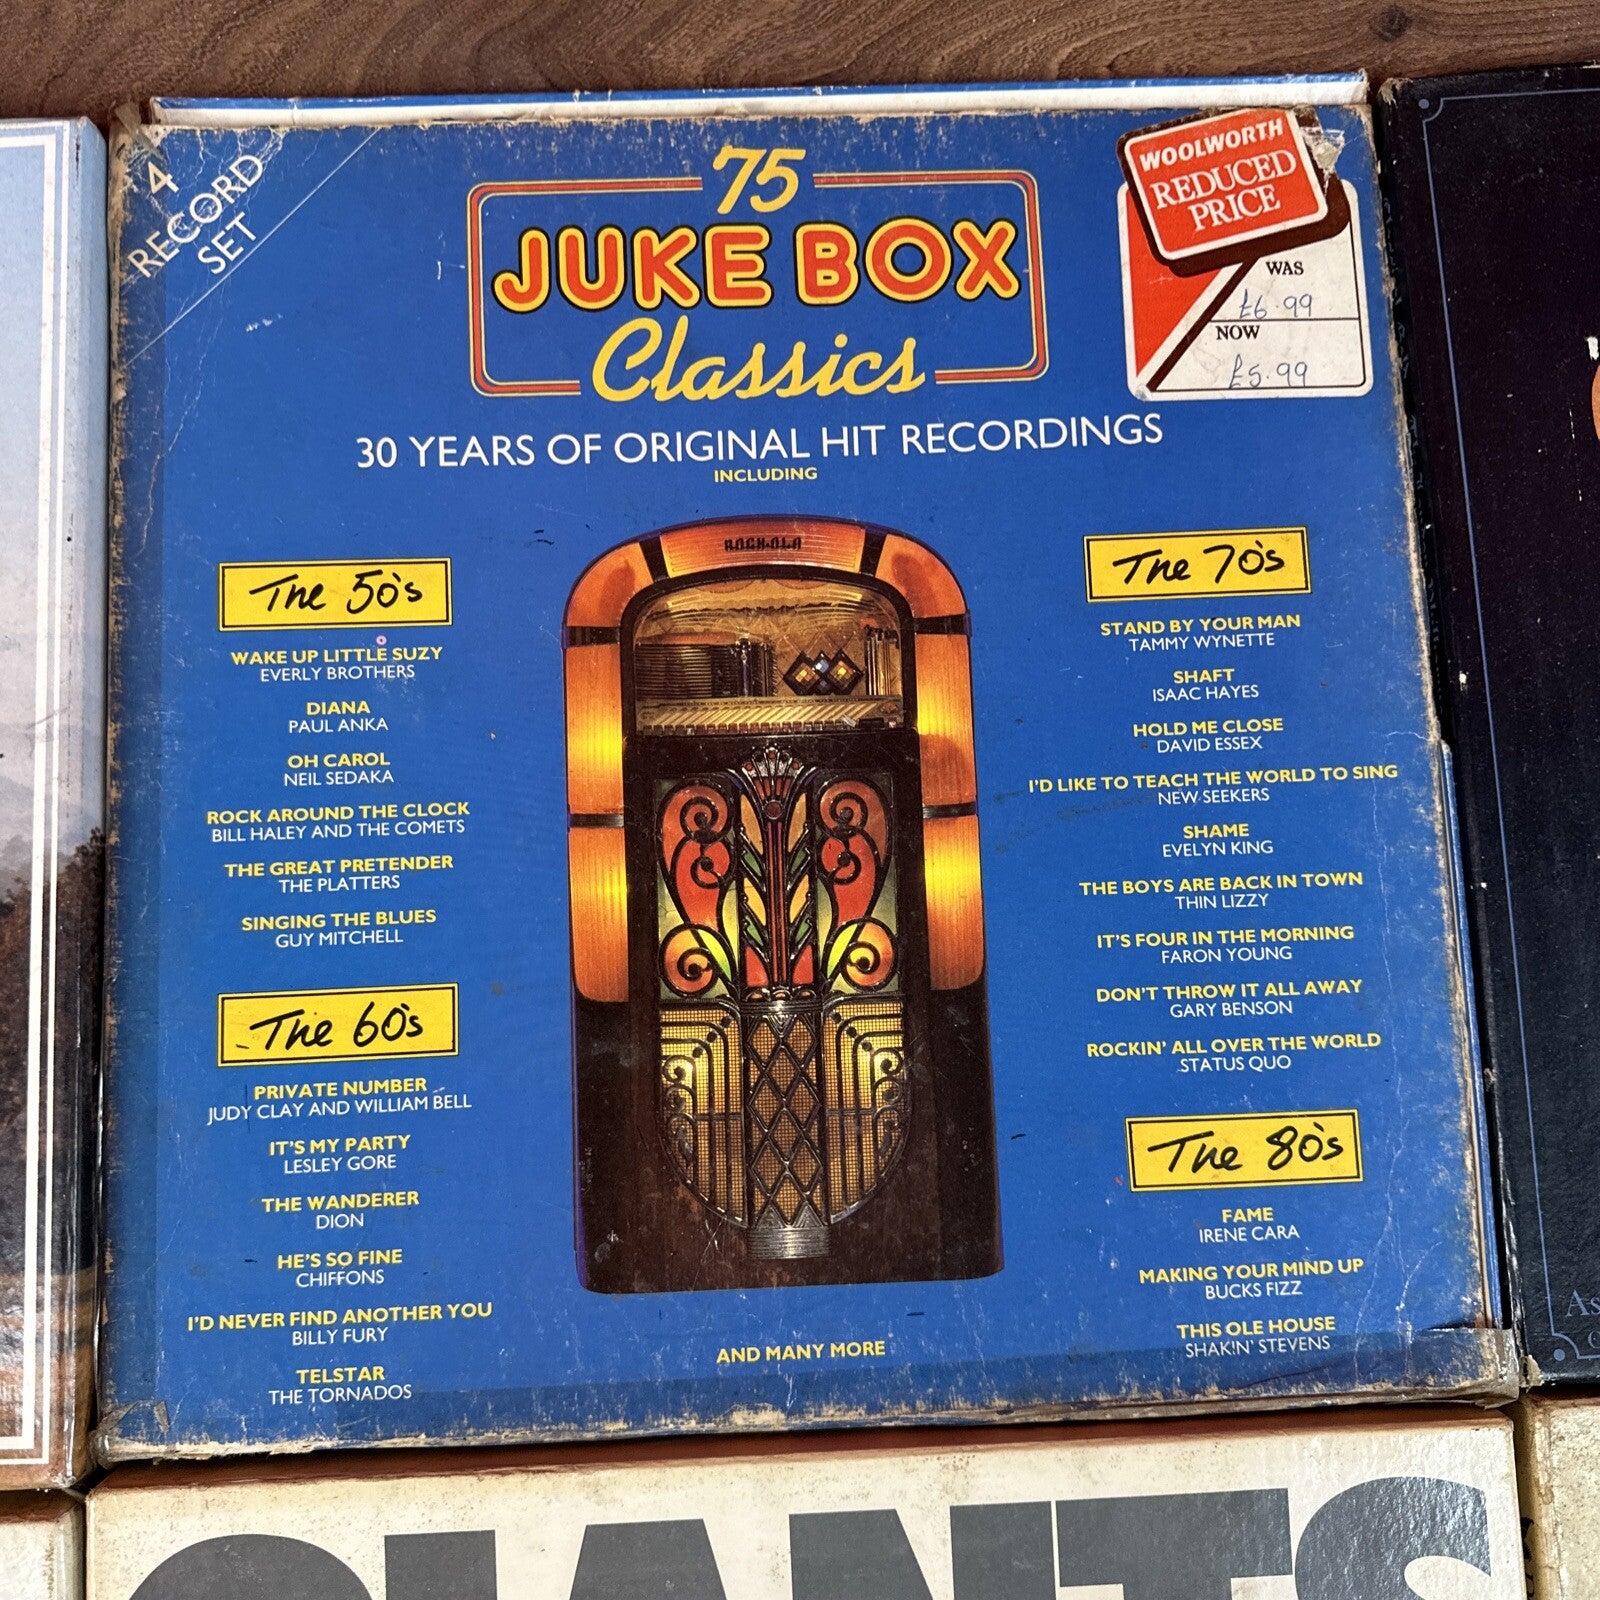 4
RECORD
SET
75
JUKE BOX
Classics
30 YEARS OF ORIGINAL HIT RECORDINGS
INCLUDING
WOOLWORTH
REDUCED
PRICE
WAS
£6.99
NOW
£5.99
ROCK-OLA
The 50's
WAKE UP LITTLE SUZY
EVERLY BROTHERS
DIANA
PAUL ANKA
OH CAROL
NEIL SEDAKA
ROCK AROUND THE CLOCK
BILL HALEY AND THE COMETS
THE GREAT PRETENDER
THE PLATTERS
SINGING THE BLUES
GUY MITCHELL
The 60's
PRIVATE NUMBER
JUDY CLAY AND WILLIAM BELL
IT'S MY PARTY
LESLEY GORE
THE WANDERER
DION
HE'S SO FINE
CHIFFONS
I'D NEVER FIND ANOTHER YOU
BILLY FURY
TELSTAR
THE TORNADOS
The 70's
STAND BY YOUR MAN
TAMMY WYNETTE
SHAFT
ISAAC HAYES
HOLD ME CLOSE
DAVID ESSEX
I'D LIKE TO TEACH THE WORLD TO SING
NEW SEEKERS
SHAME
EVELYN KING
THE BOYS ARE BACK IN TOWN
THIN LIZZY
IT'S FOUR IN THE MORNING
FARON YOUNG
DON'T THROW IT ALL AWAY
GARY BENSON
ROCKIN' ALL OVER THE WORLD
STATUS QUO
The 80's
FAME
IRENE CARA
MAKING YOUR MIND UP
BUCKS FIZZ
THIS OLE HOUSE
SHAKIN' STEVENS
AND MANY MORE